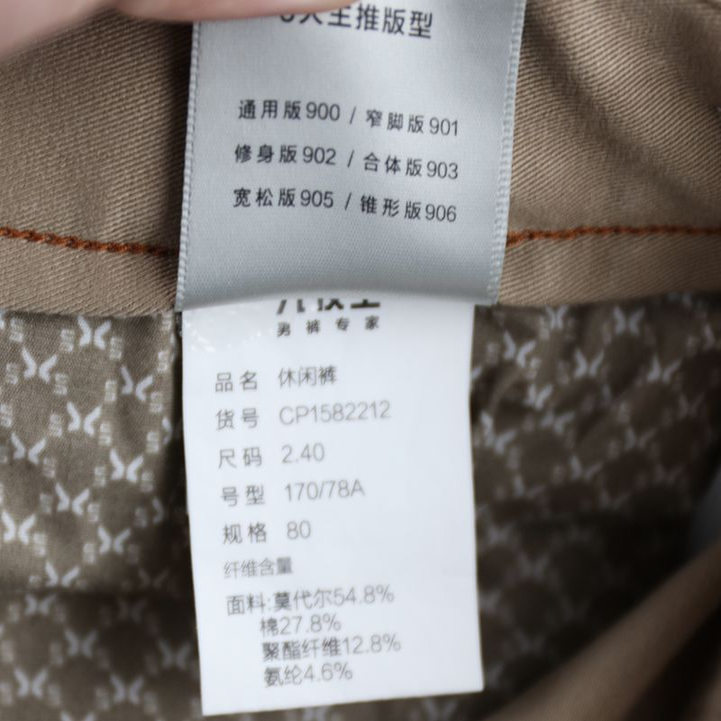 大主推版型
通用版900 / 窄脚版901
修身版902 / 合体版903
宽松版905 / 锥形版906
男裤专家
品名 休闲裤
货号 CP1582212
尺码 2.40
号型 170/78A
规格 80
纤维含量
面料:莫代尔54.8%
棉27.8%
聚酯纤维12.8%
氨纶4.6%